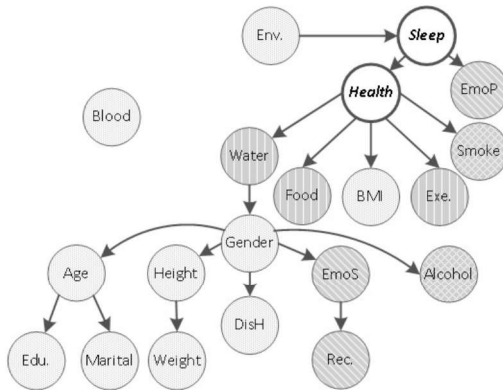 Env.
Sleep
Health
EmoP
Blood
Smoke
Water
Food
BMI
Exe.
Gender
Age
Height
EmoS
Alcohol
DisH
Edu.
Marital
Weight
Rec.